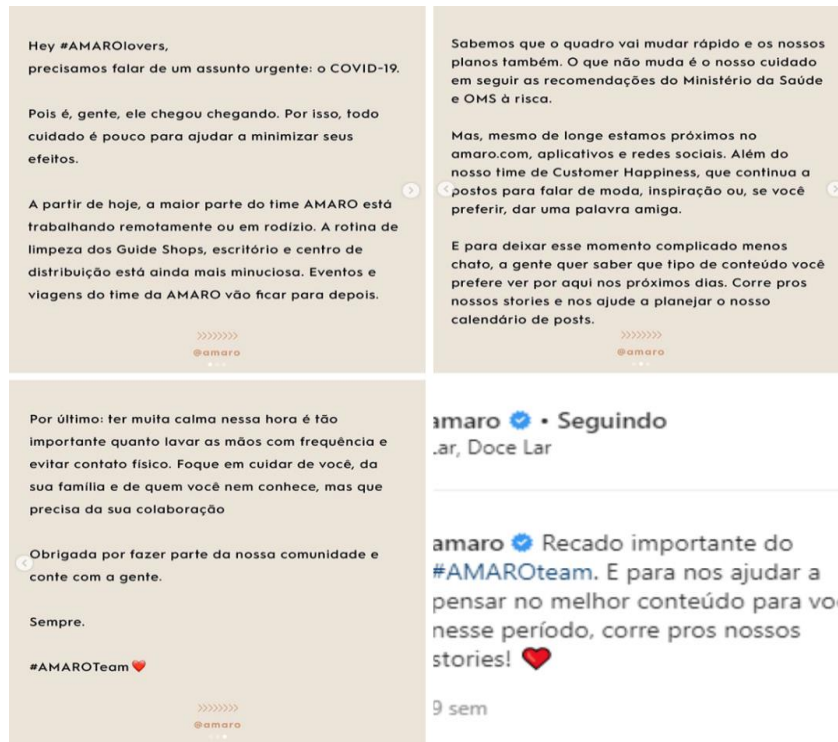 Hey #AMAROlovers,
precisamos falar de um assunto urgente: o COVID-19.
Pois é, gente, ele chegou chegando. Por isso, todo
cuidado é pouco para ajudar a minimizar seus
efeitos.
A partir de hoje, a maior parte do time AMARO está
trabalhando remotamente ou em rodízio. A rotina de
limpeza dos Guide Shops, escritório e centro de
distribuição está ainda mais minuciosa. Eventos e
viagens do time da AMARO vão ficar para depois.
@amaro
Sabemos que o quadro vai mudar rápido e os nossos
planos também. O que não muda é o nosso cuidado
em seguir as recomendações do Ministério da Saúde
e OMS à risca.
Mas, mesmo de longe estamos próximos no
amaro.com, aplicativos e redes sociais. Além do
nosso time de Customer Happiness, que continua a
postos para falar de moda, inspiração ou, se você
preferir, dar uma palavra amiga.
E para deixar esse momento complicado menos
chato, a gente quer saber que tipo de conteúdo você
prefere ver por aqui nos próximos dias. Corre pros
nossos stories e nos ajude a planejar o nosso
calendário de posts.
@amaro
Por último: ter muita calma nessa hora é tão
importante quanto lavar as mãos com frequência e
evitar contato físico. Foque em cuidar de você, da
sua família e de quem você nem conhece, mas que
precisa da sua colaboração
Obrigada por fazer parte da nossa comunidade e
conte com a gente.
Sempre.
#AMAROTeam ❤️
@amaro
amaro • Seguindo
.ar, Doce Lar
amaro Recado importante do
#AMAROteam. E para nos ajudar a
pensar no melhor conteúdo para vo
nesse período, corre pros nossos
stories! ❤️
9 sem